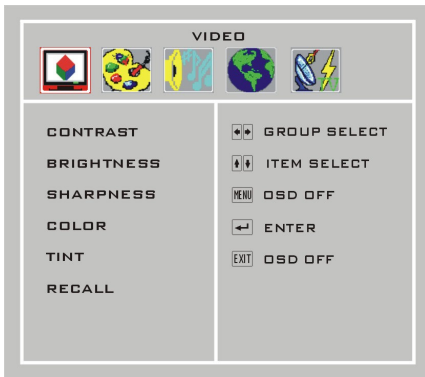 VIDEO
CONTRAST
BRIGHTNESS
SHARPNESS
COLOR
TINT
RECALL
GROUP SELECT
ITEM SELECT
MENU OSD OFF
ENTER
EXIT OSD OFF